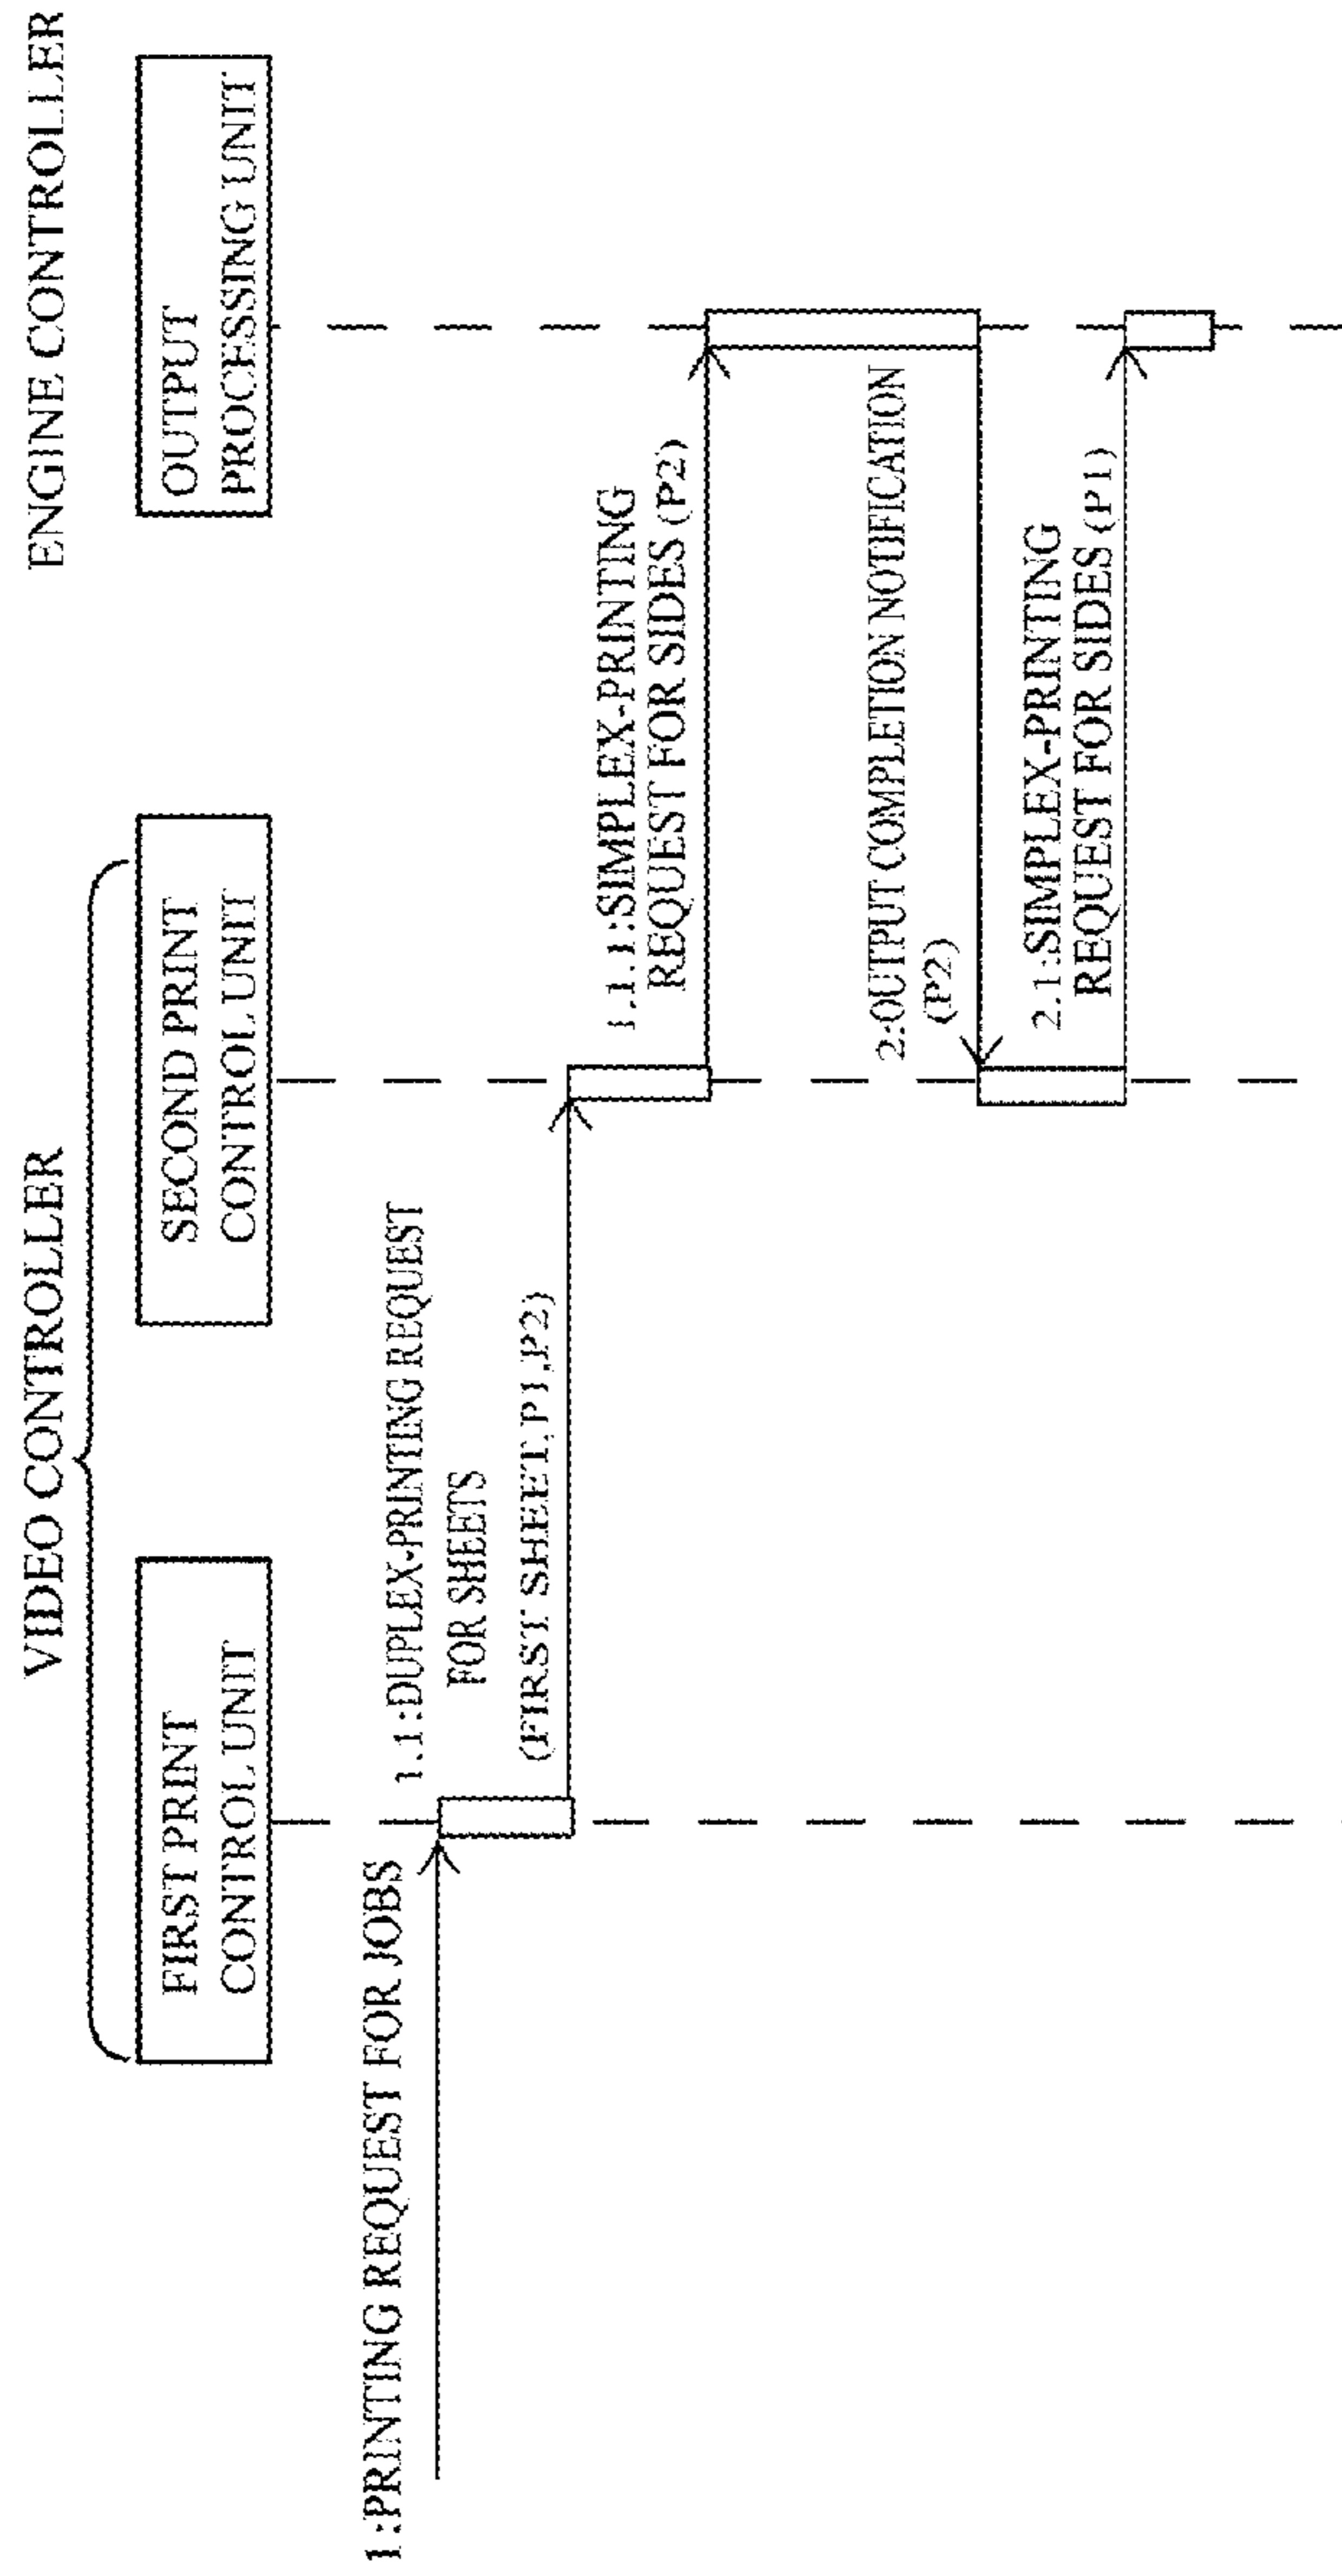 VIDEO CONTROLLER
ENGINE CONTROLLER
FIRST PRINT
CONTROL UNIT
SECOND PRINT
CONTROL UNIT
OUTPUT
PROCESSING UNIT
1:PRINTING REQUEST FOR JOBS
1.1:DUPLEX-PRINTING REQUEST
FOR SHEETS
(FIRST SHEET,P1,P2)
1.1.1:SIMPLEX-PRINTING
REQUEST FOR SIDES (P2)
2:OUTPUT COMPLETION NOTIFICATION
(P2)
2.1:SIMPLEX-PRINTING
REQUEST FOR SIDES (P1)